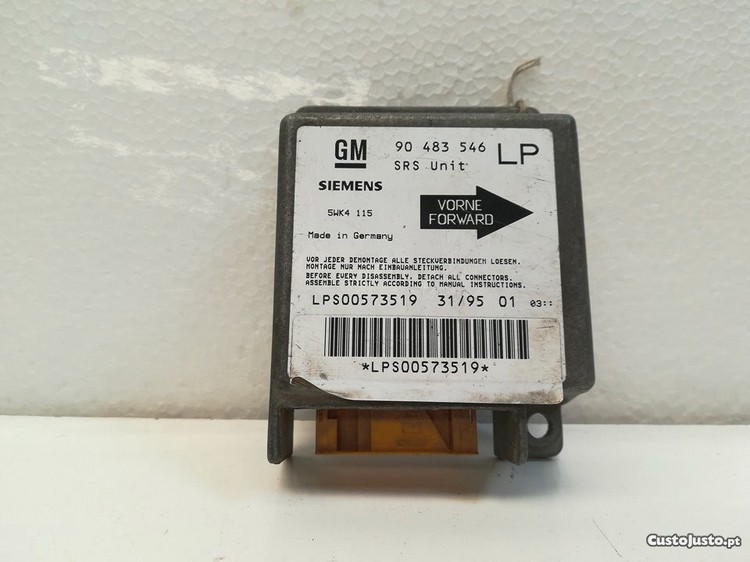 GM 90 483 546 LP
SRS Unit
SIEMENS
5WK4 115
VORNE
FORWARD
Made in Germany
VOR JEDER DEMONTAGE ALLE STECKVERBINDUNGEN LOESEN.
MONTAGE NUR NACH EINBAUANLEITUNG.
BEFORE EVERY DISASSEMBLY. DETACH ALL CONNECTORS.
ASSEMBLE STRICTLY ACCORDING TO MANUAL INSTRUCTIONS.
LPS00573519 31/95 01 03::
*LPS00573519*
CustoJusto.pt